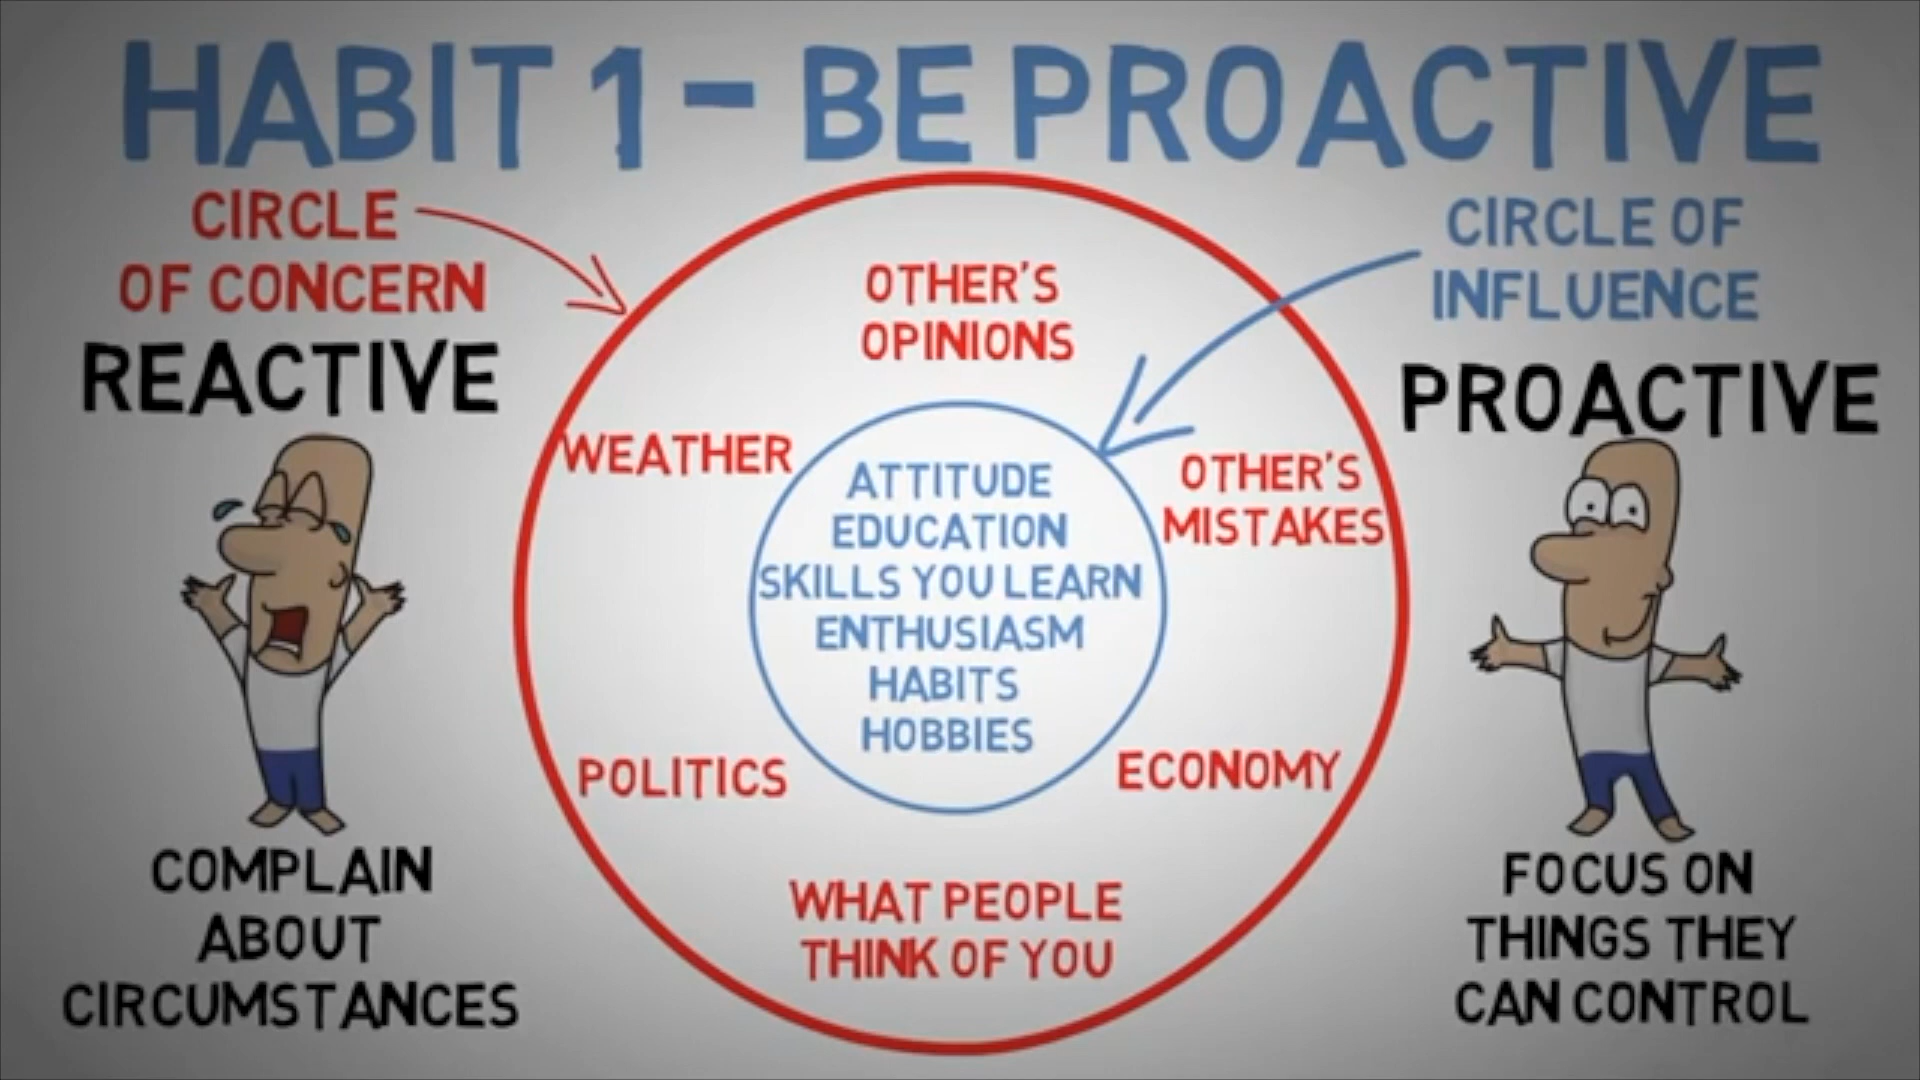 HABIT 1 - BE PROACTIVE
CIRCLE
OF CONCERN
REACTIVE
COMPLAIN
ABOUT
CIRCUMSTANCES
OTHER'S
OPINIONS
WEATHER
OTHER'S
MISTAKES
ATTITUDE
EDUCATION
SKILLS YOU LEARN
ENTHUSIASM
HABITS
HOBBIES
POLITICS
ECONOMY
WHAT PEOPLE
THINK OF YOU
CIRCLE OF
INFLUENCE
PROACTIVE
FOCUS ON
THINGS THEY
CAN CONTROL